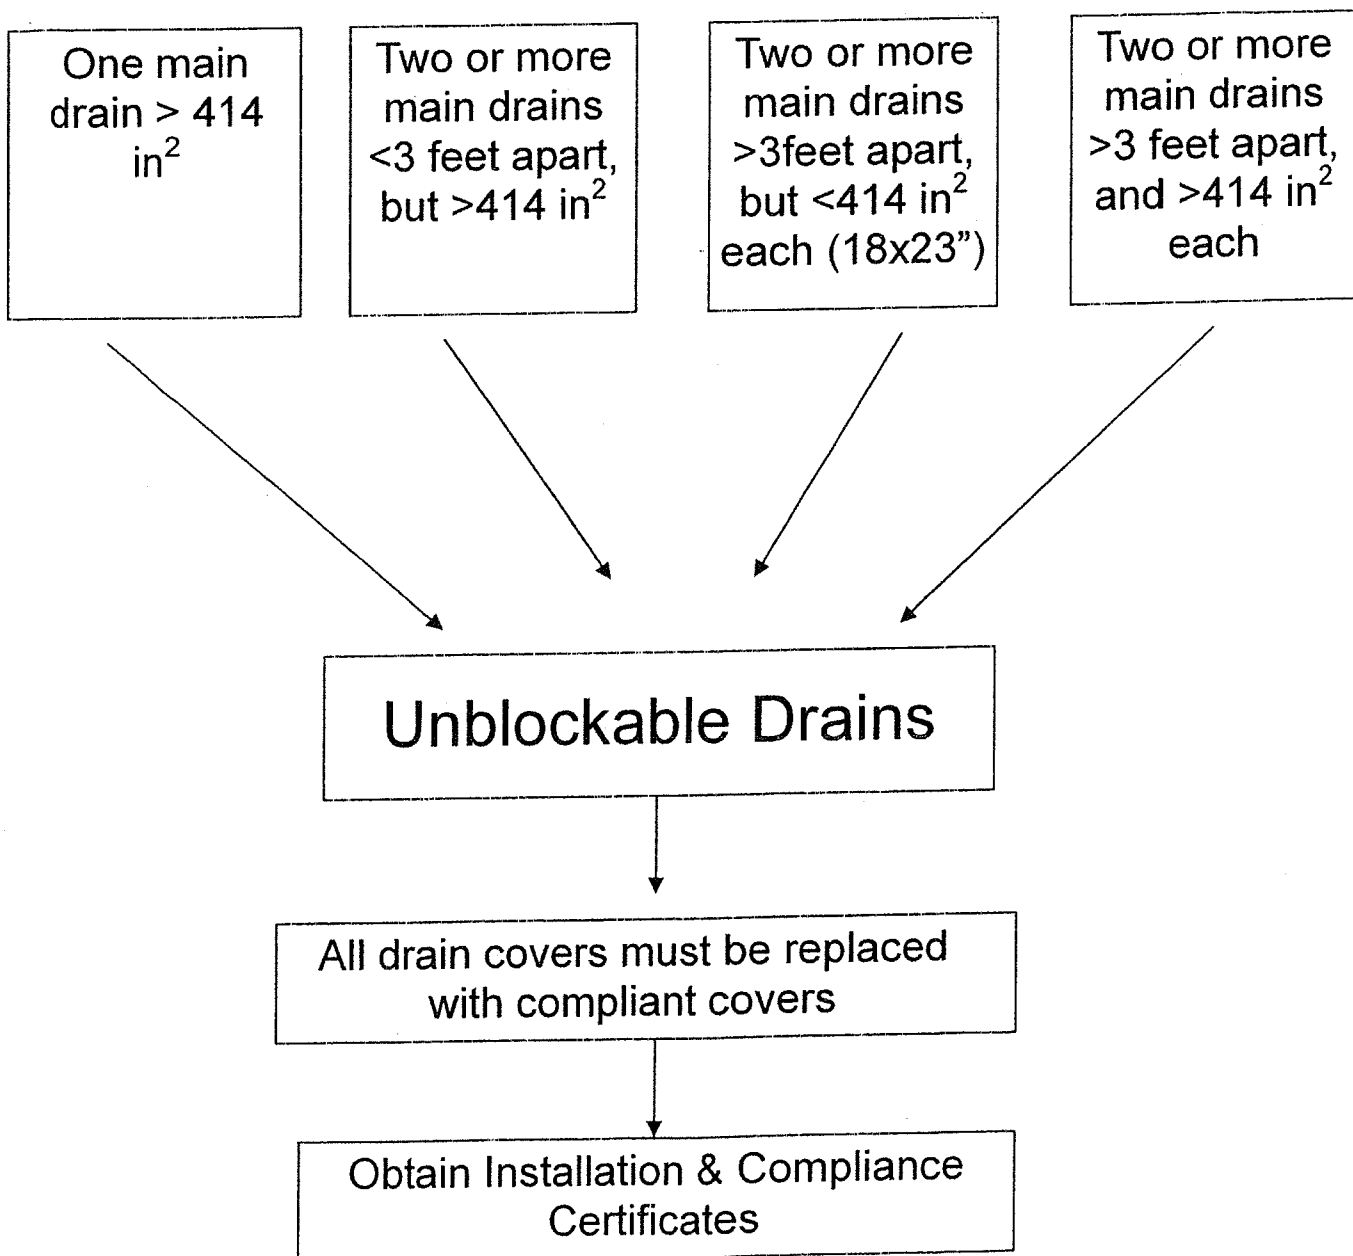 One main
drain > 414
in²
Two or more
main drains
<3 feet apart,
but >414 in²
Two or more
main drains
>3feet apart,
but <414 in²
each (18x23”)
Two or more
main drains
>3 feet apart,
and >414 in²
each
Unblockable Drains
All drain covers must be replaced
with compliant covers
Obtain Installation & Compliance
Certificates